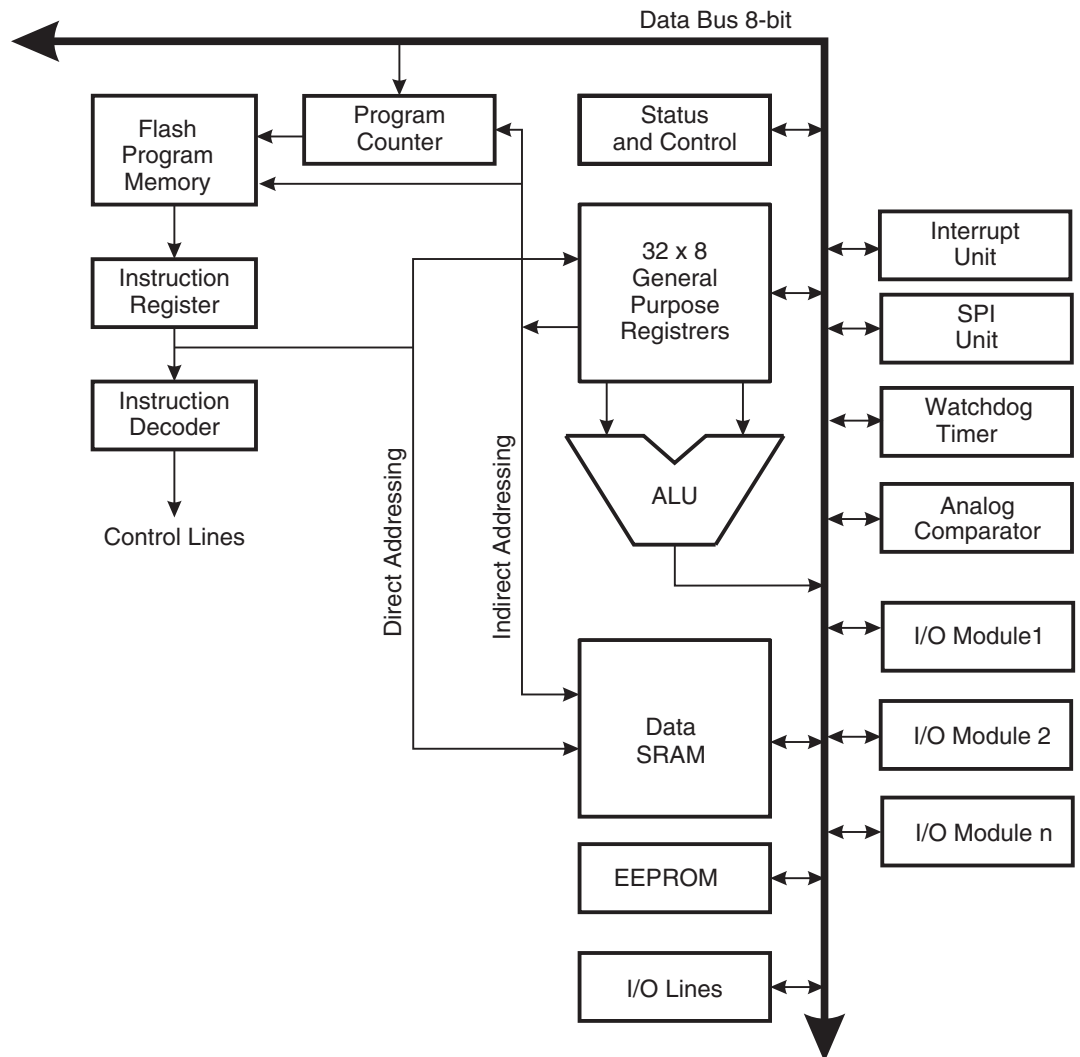 Data Bus 8-bit
Flash
Program
Memory
Program
Counter
Status
and Control
Instruction
Register
32 x 8
General
Purpose
Registrers
Interrupt
Unit
SPI
Unit
Instruction
Decoder
Watchdog
Timer
Control Lines
Direct Addressing
Indirect Addressing
ALU
Analog
Comparator
I/O Module1
Data
SRAM
I/O Module 2
I/O Module n
EEPROM
I/O Lines